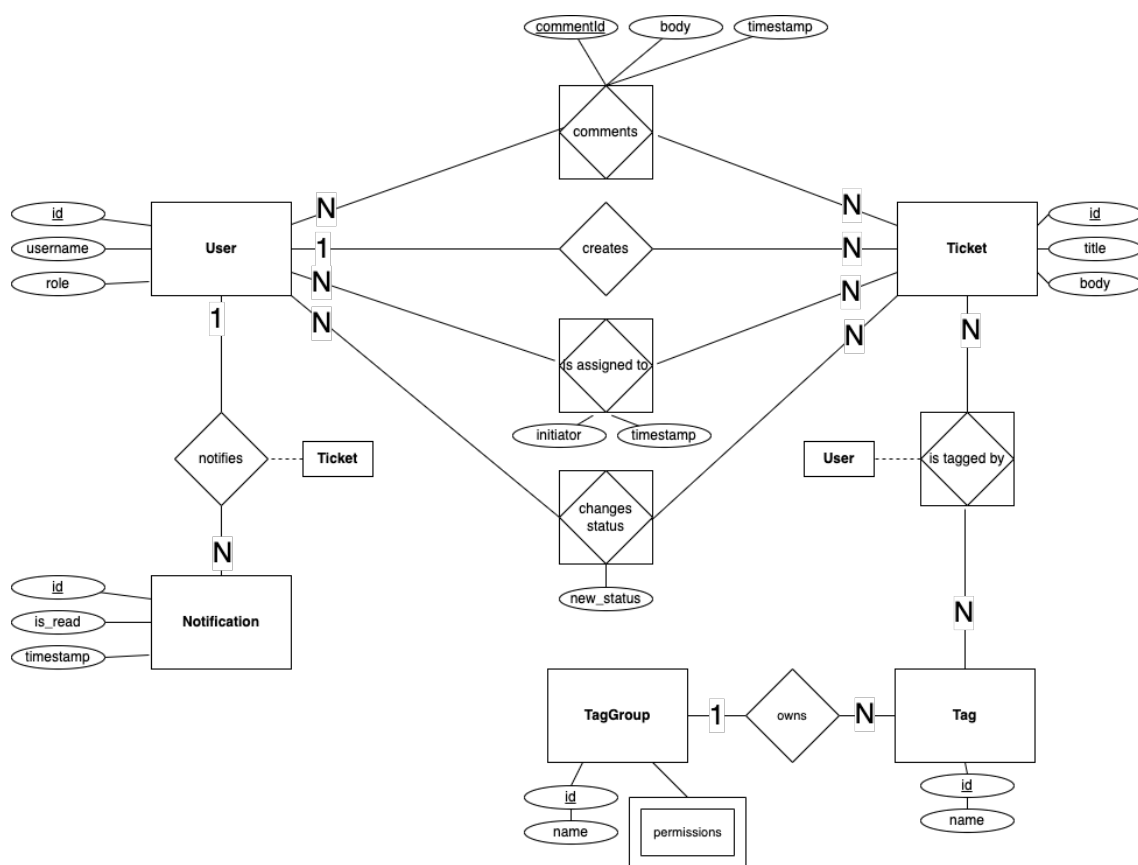 commentId
body
timestamp
comments
N
N
id
username
role
User
1
creates
N
Ticket
id
title
body
N
N
1
N
N
N
is assigned to
initiator
timestamp
notifies
Ticket
User
is tagged by
changes
status
new_status
N
id
is_read
timestamp
Notification
N
TagGroup
1
owns
N
Tag
id
name
permissions
id
name